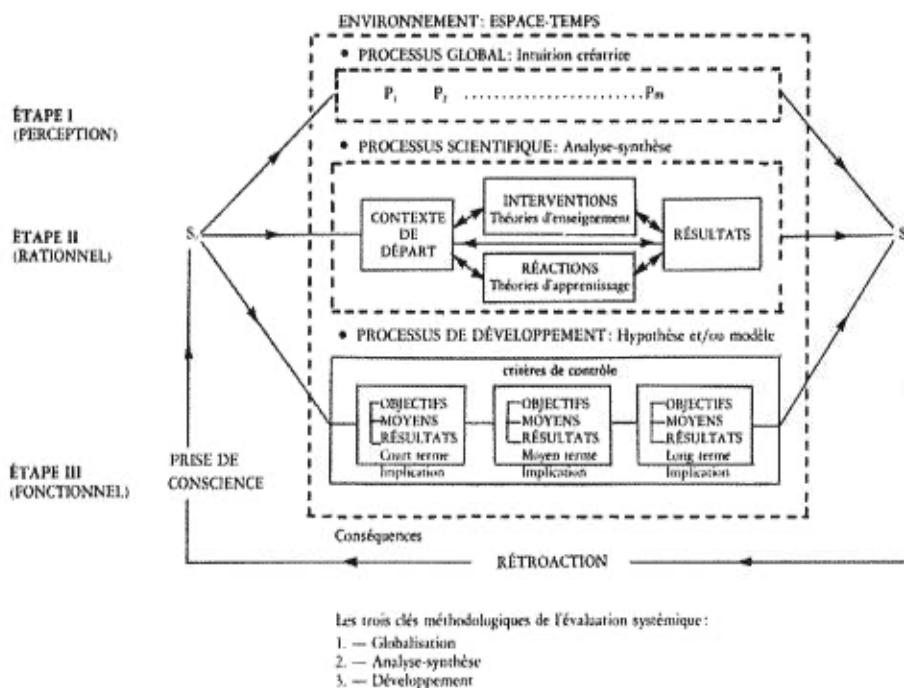 ENVIRONNEMENT: ESPACE-TEMPS
• PROCESSUS GLOBAL: Intuition créatrice
P1 P2 ............................Pm
ÉTAPE I
(PERCEPTION)
• PROCESSUS SCIENTIFIQUE: Analyse-synthèse
INTERVENTIONS
Théories d'enseignement
CONTEXTE
DE
DÉPART
RÉSULTATS
RÉACTIONS
Théories d'apprentissage
ÉTAPE II
(RATIONNEL)
S
S
• PROCESSUS DE DÉVELOPPEMENT: Hypothèse et/ou modèle
critères de contrôle
OBJECTIFS
MOYENS
RÉSULTATS
Court terme
Implication
OBJECTIFS
MOYENS
RÉSULTATS
Moyen terme
Implication
OBJECTIFS
MOYENS
RÉSULTATS
Long terme
Implication
ÉTAPE III
(FONCTIONNEL)
PRISE DE
CONSCIENCE
Conséquences
RÉTROACTION
Les trois clés méthodologiques de l'évaluation systémique:
1. — Globalisation
2. — Analyse-synthèse
3. — Développement